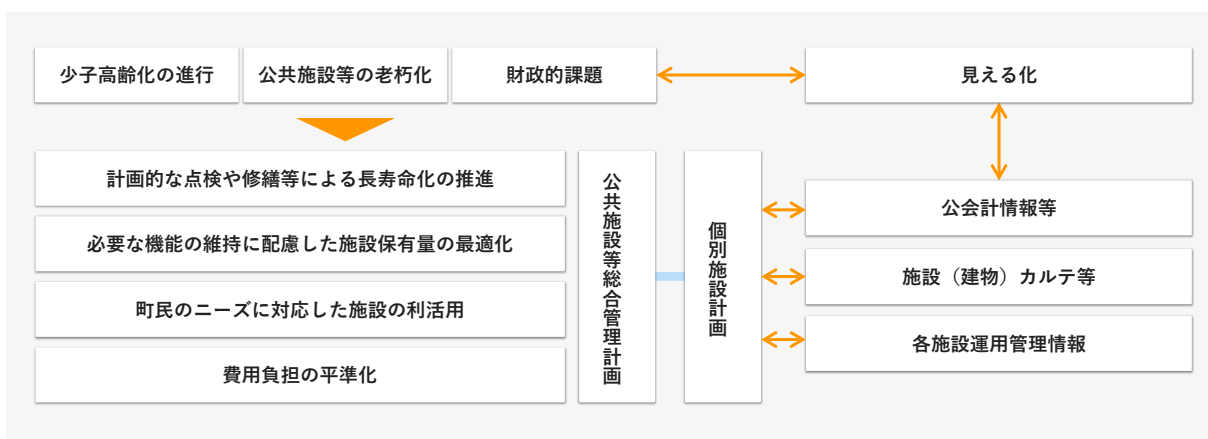 少子高齢化の進行
公共施設等の老朽化
財政的課題
見える化
計画的な点検や修繕等による長寿命化の推進
必要な機能の維持に配慮した施設保有量の最適化
町民のニーズに対応した施設の利活用
費用負担の平準化
公共施設等総合管理計画
個別施設計画
公会計情報等
施設（建物）カルテ等
各施設運用管理情報